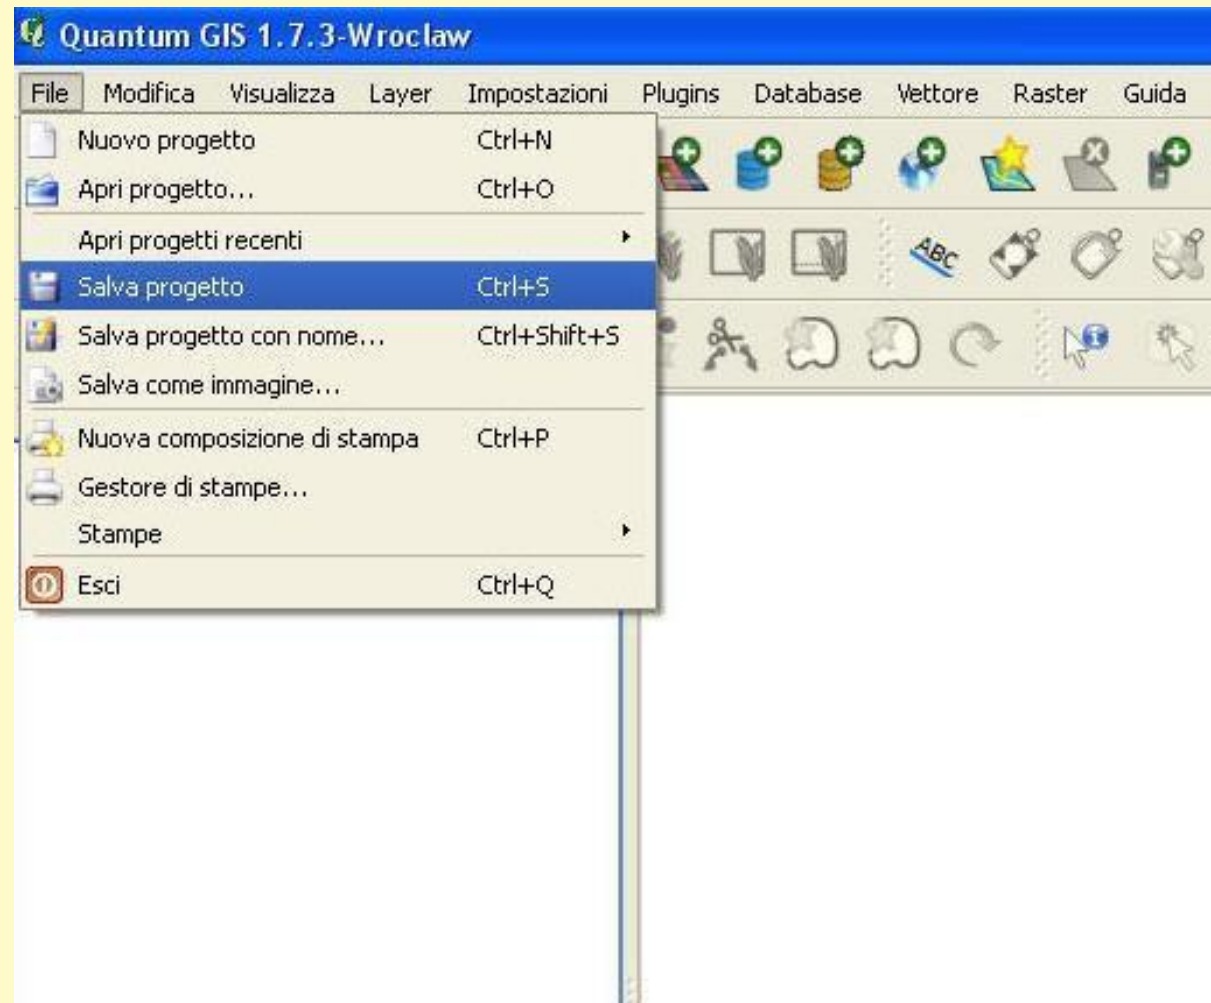 Quantum GIS 1.7.3-Wroclaw
File Modifica Visualizza Layer Impostazioni Plugins Database Vettore Raster Guida
Nuovo progetto Ctrl+N
Apri progetto... Ctrl+O
Apri progetti recenti
Salva progetto Ctrl+S
Salva progetto con nome... Ctrl+Shift+S
Salva come immagine...
Nuova composizione di stampa Ctrl+P
Gestore di stampe...
Stampe
Esci Ctrl+Q
ABC